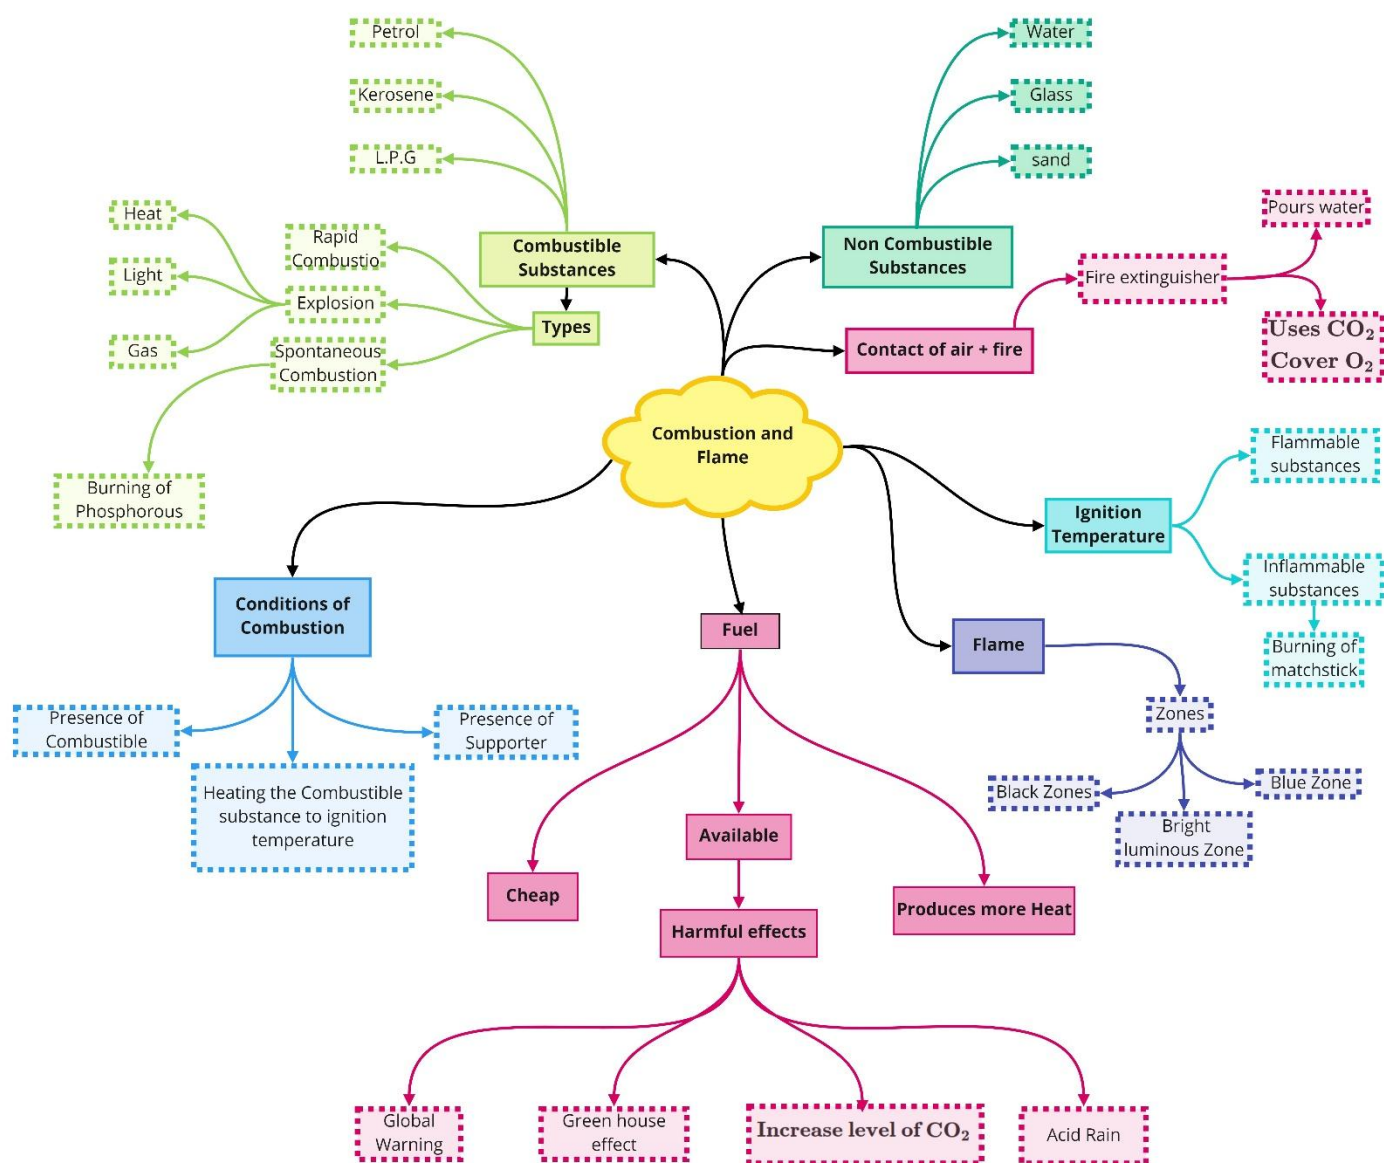 Petrol
Kerosene
L.P.G
Water
Glass
sand
Heat
Light
Gas
Rapid
Combustio
Explosion
Spontaneous
Combustion
Burning of
Phosphorous
Combustible
Substances
Types
Non Combustible
Substances
Contact of air + fire
Fire extinguisher
Pours water
Uses CO₂
Cover O₂
Combustion and
Flame
Ignition
Temperature
Flammable
substances
Inflammable
substances
Burning of
matchstick
Conditions of
Combustion
Presence of
Combustible
Heating the Combustible
substance to ignition
temperature
Presence of
Supporter
Fuel
Flame
Zones
Black Zones
Bright
luminous Zone
Blue Zone
Cheap
Available
Produces more Heat
Harmful effects
Global
Warning
Green house
effect
Increase level of CO₂
Acid Rain